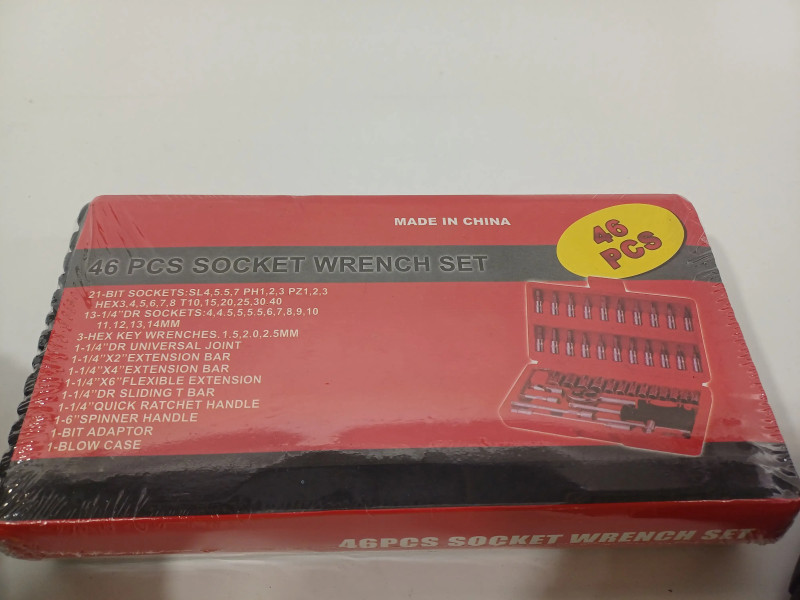 MADE IN CHINA
46
PCS
46 PCS SOCKET WRENCH SET
21-BIT SOCKETS:SL4,5.5,7 PH1,2,3 PZ1,2,3
HEX3,4,5,6,7,8 T10,15,20,25,30 40
13-1/4"DR SOCKETS:4,4.5,5,5.5,6,7,8,9,10
11,12,13,14MM
3-HEX KEY WRENCHES. 1.5,2.0,2.5MM
1-1/4"DR UNIVERSAL JOINT
1-1/4"X2"EXTENSION BAR
1-1/4"X4"EXTENSION BAR
1-1/4"X6"FLEXIBLE EXTENSION
1-1/4"DR SLIDING T BAR
1-1/4"QUICK RATCHET HANDLE
1-6"SPINNER HANDLE
1-BIT ADAPTOR
1-BLOW CASE
46PCS SOCKET WRENCH SET